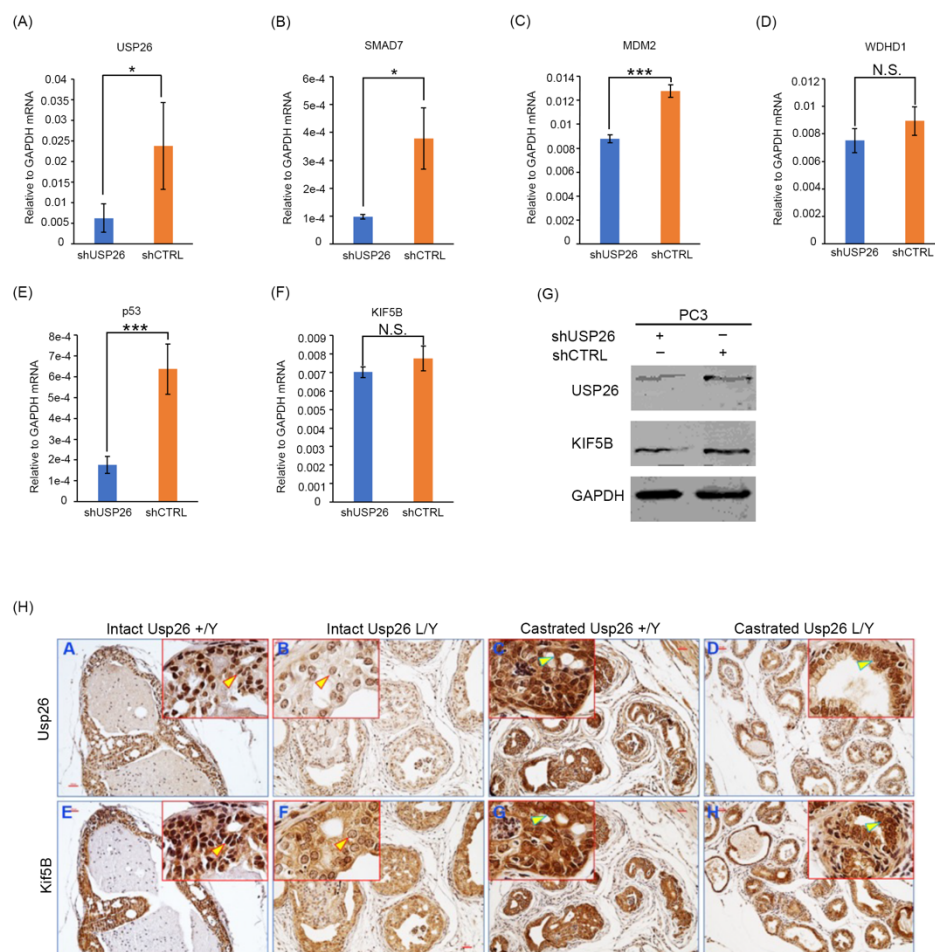 (A)
USP26
*
Relative to GAPDH mRNA
0.04
0.035
0.03
0.025
0.02
0.015
0.01
0.005
0
shUSP26 shCTRL
(B)
SMAD7
*
Relative to GAPDH mRNA
6e-4
5e-4
4e-4
3e-4
2e-4
1e-4
0
shUSP26 shCTRL
(C)
MDM2
***
Relative to GAPDH mRNA
0.014
0.012
0.01
0.008
0.006
0.004
0.002
0
shUSP26 shCTRL
(D)
WDHD1
N.S.
Relative to GAPDH mRNA
0.012
0.01
0.008
0.006
0.004
0.002
0
shUSP26 shCTRL
(E)
p53
***
Relative to GAPDH mRNA
8e-4
7e-4
6e-4
5e-4
4e-4
3e-4
2e-4
1e-4
0
shUSP26 shCTRL
(F)
KIF5B
N.S.
Relative to GAPDH mRNA
0.009
0.008
0.0007
0.006
0.005
0.004
0.003
0.002
0.001
0
shUSP26 shCTRL
(G)
PC3
shUSP26 + –
shCTRL – +
USP26
KIF5B
GAPDH
(H)
Intact Usp26 +/Y Intact Usp26 L/Y Castrated Usp26 +/Y Castrated Usp26 L/Y
Usp26
A B C D
Kif5B
E F G H